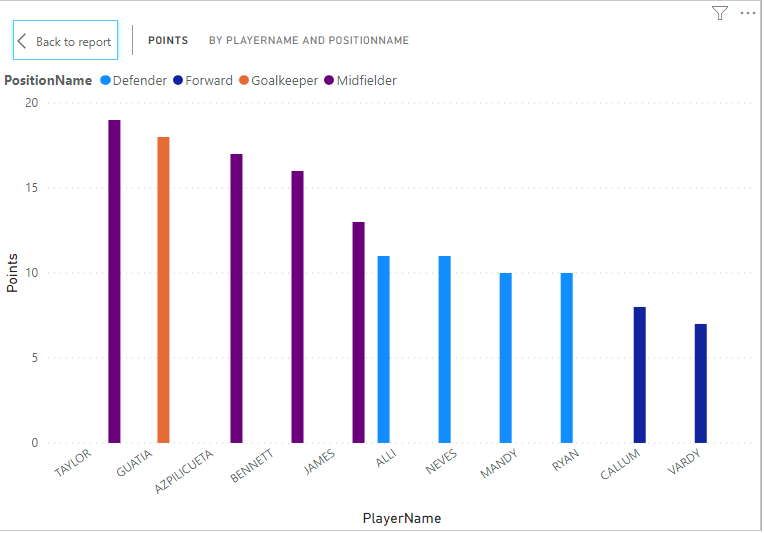 Back to report
POINTS
BY PLAYERNAME AND POSITIONNAME
PositionName Defender Forward Goalkeeper Midfielder
20
15
10
5
0
Points
TAYLOR
GUATIA
AZPILICUETA
BENNETT
JAMES
ALLI
NEVES
MANDY
RYAN
CALLUM
VARDY
PlayerName